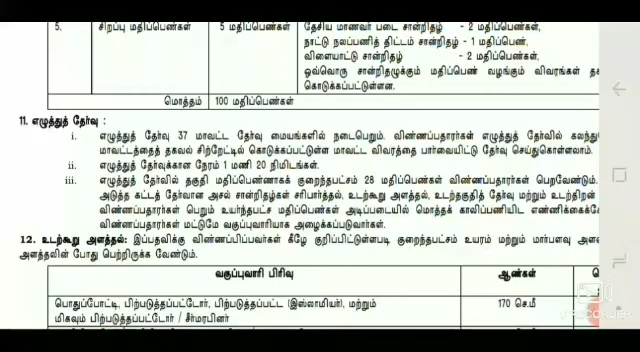 5. சிறப்பு மதிப்பெண்கள் 5 மதிப்பெண்கள் தேசிய மாணவர் படை சான்றிதழ் - 2 மதிப்பெண்கள்,
நாட்டு நலப்பணித் திட்டம் சான்றிதழ் - 1 மதிப்பெண்,
விளையாட்டு சான்றிதழ் - 2 மதிப்பெண்கள்,
ஒவ்வொரு சான்றிதழுக்கும் மதிப்பெண் வழங்கும் விவரங்கள்
கொடுக்கப்பட்டுள்ளன.
மொத்தம் 100 மதிப்பெண்கள்
11. எழுத்துத் தேர்வு :
i. எழுத்துத் தேர்வு 37 மாவட்ட தேர்வு மையங்களில் நடைபெறும். விண்ணப்பதாரர்கள் எழுத்துத் தேர்வில்
மாவட்டத்தைத் தகவல் சிற்றேட்டில் கொடுக்கப்பட்டுள்ள மாவட்ட விவரத்தை பார்வையிட்டு தேர்வு செய்துகொள்ளலாம்.
ii. எழுத்துத் தேர்வுக்கான நேரம் 1 மணி 20 நிமிடங்கள்.
iii. எழுத்துத் தேர்வில் தகுதி மதிப்பெண்ணாகக் குறைந்தபட்சம் 28 மதிப்பெண்கள் விண்ணப்பதாரர்கள் பெறவேண்டும்.
அடுத்த கட்டத் தேர்வான அசல் சான்றிதழ்கள் சரிபார்த்தல், உடற்கூறு அளத்தல், உடற்தகுதித் தேர்வு மற்றும் உடற்திறன்
விண்ணப்பதாரர்கள் பெறும் உயர்ந்தபட்ச மதிப்பெண்கள் அடிப்படையில் மொத்தக் காலிப்பணியிட
விண்ணப்பதாரர்கள் மட்டுமே வகுப்புவாரியாக அழைக்கப்படுவார்கள்.
12. உடற்கூறு அளத்தல்: இப்பதவிக்கு விண்ணப்பிப்பவர்கள் கீழே குறிப்பிட்டுள்ளபடி குறைந்தபட்சம் உயரம் மற்றும் மார்பளவு
அளத்தலின் போது பெற்றிருக்க வேண்டும்.
வகுப்புவாரி பிரிவு ஆண்கள்
பொதுப்போட்டி, பிற்படுத்தப்பட்டோர், பிற்படுத்தப்பட்ட (இஸ்லாமியர்), மற்றும் 170 செ.மீ
மிகவும் பிற்படுத்தப்பட்டோர் / சீர்மரபினர்